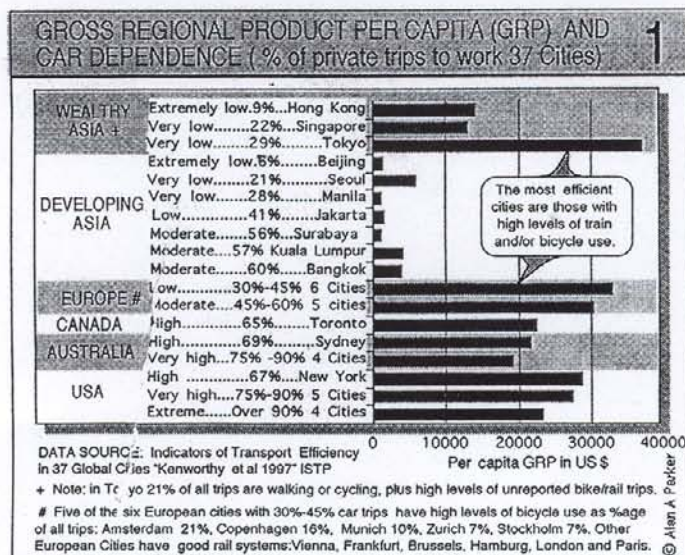 GROSS REGIONAL PRODUCT PER CAPITA (GRP) AND
CAR DEPENDENCE ( % of private trips to work 37 Cities)
1
WEALTHY
ASIA +
Extremely low.9%...Hong Kong
Very low.........22%...Singapore
Very low.........29%.........Tokyo
DEVELOPING
ASIA
Extremely low.6%......Beijing
Very low.........21%.........Seoul
Very low.........28%.......Manila
Low...............41%......Jakarta
Moderate......56%...Surabaya
Moderate....57% Kuala Lumpur
Moderate......60%.....Bangkok
EUROPE #
Low..........30%-45% 6 Cities
Moderate..45%-60% 5 cities
CANADA
High............65%........Toronto
AUSTRALIA
High............69%........Sydney
Very high...75% -90% 4 Cities
USA
High .........67%...New York
Very high....75%-90% 5 Cities
Extreme......Over 90% 4 Cities
The most efficient
cities are those with
high levels of train
and/or bicycle use.
0 10000 20000 30000 40000
Per capita GRP in US $
DATA SOURCE: Indicators of Transport Efficiency
in 37 Global Cities "Kenworthy et al 1997" ISTP
+ Note: in Tokyo 21% of all trips are walking or cycling, plus high levels of unreported bike/rail trips.
# Five of the six European cities with 30%-45% car trips have high levels of bicycle use as %age
of all trips: Amsterdam 21%, Copenhagen 16%, Munich 10%, Zurich 7%, Stockholm 7%. Other
European Cities have good rail systems:Vienna, Frankfurt, Brussels, Hamburg, London and Paris.
© Alan A Parker